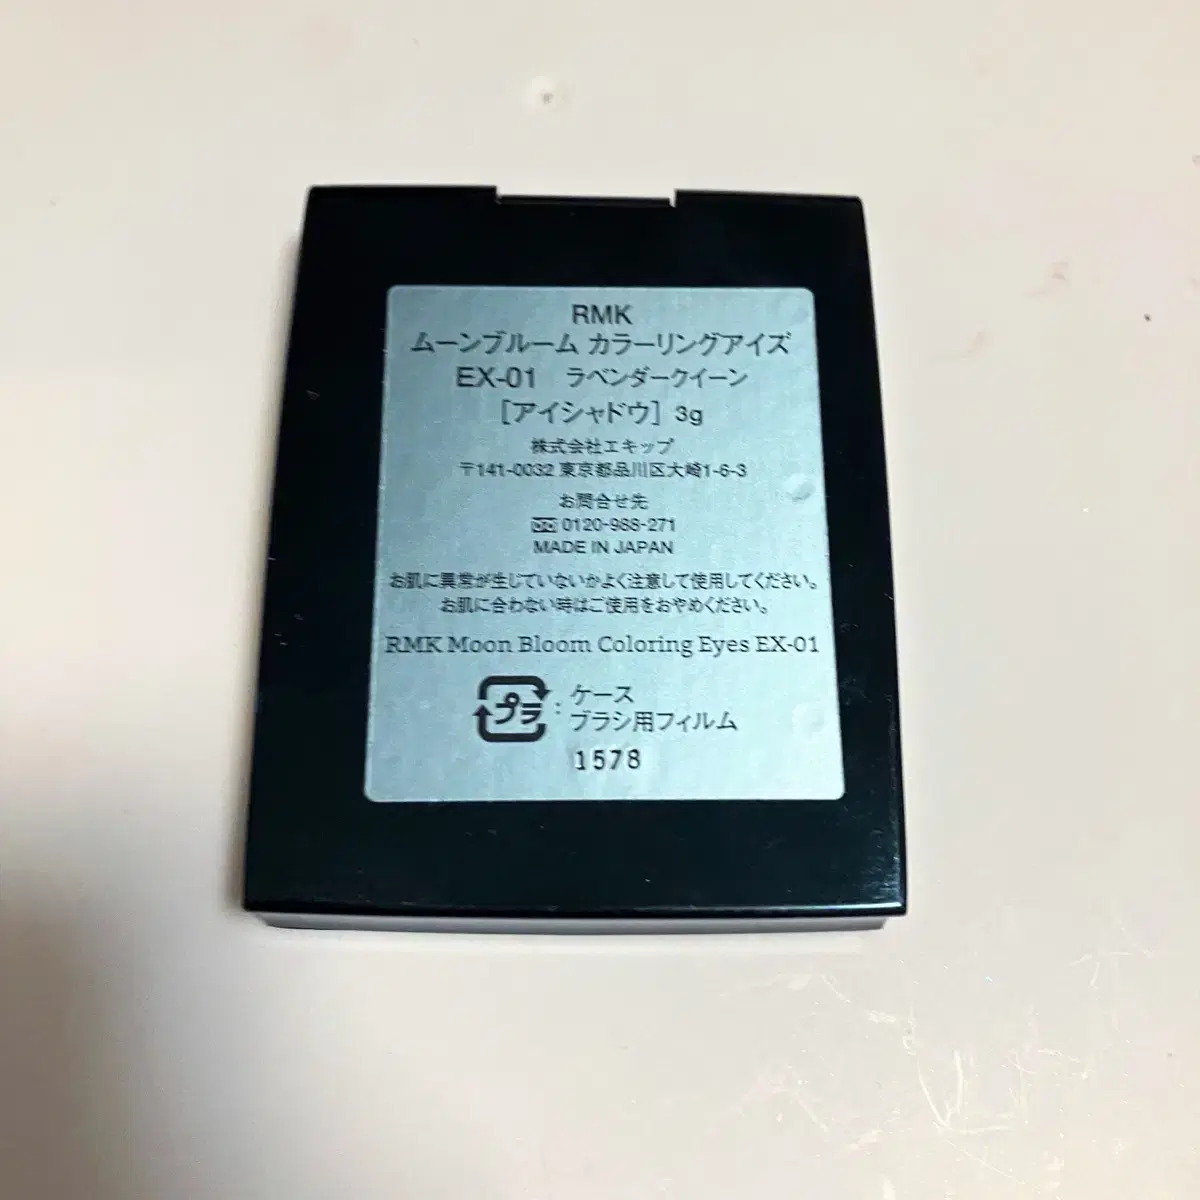 RMK
ムーンブルーム カラーリングアイズ
EX-01 ラベンダークイーン
[アイシャドウ] 3g
株式会社エキップ
〒141-0032 東京都品川区大崎1-6-3
お問合せ先
0120-988-271
MADE IN JAPAN
お肌に異常が生じていないかよく注意して使用してください。
お肌に合わない時はご使用をおやめください。
RMK Moon Bloom Coloring Eyes EX-01
プラ : ケース
ブラシ用フィルム
1578